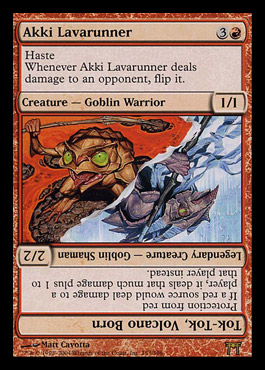 Akki Lavarunner 3
Haste
Whenever Akki Lavarunner deals
damage to an opponent, flip it.
Creature — Goblin Warrior
1/1
Tok-Tok, Volcano Born
Protection from red
If a red source would deal damage to a
player, it deals that much damage plus 1 to
that player instead.
Legendary Creature — Goblin Shaman
2/2
Matt Cavotta